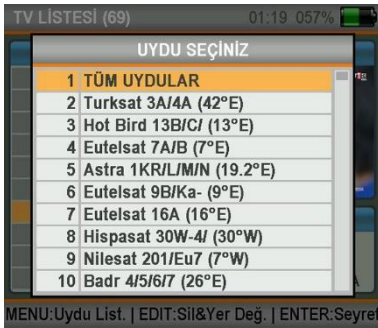 TV LİSTESİ (69) 01:19 057%
UYDU SEÇİNİZ
1 TÜM UYDULAR
2 Turksat 3A/4A (42°E)
3 Hot Bird 13B/C/ (13°E)
4 Eutelsat 7A/B (7°E)
5 Astra 1KR/L/M/N (19.2°E)
6 Eutelsat 9B/Ka- (9°E)
7 Eutelsat 16A (16°E)
8 Hispasat 30W-4/ (30°W)
9 Nilesat 201/Eu7 (7°W)
10 Badr 4/5/6/7 (26°E)
MENU:Uydu List. | EDIT:Sil&Yer Değ. | ENTER:Seyret